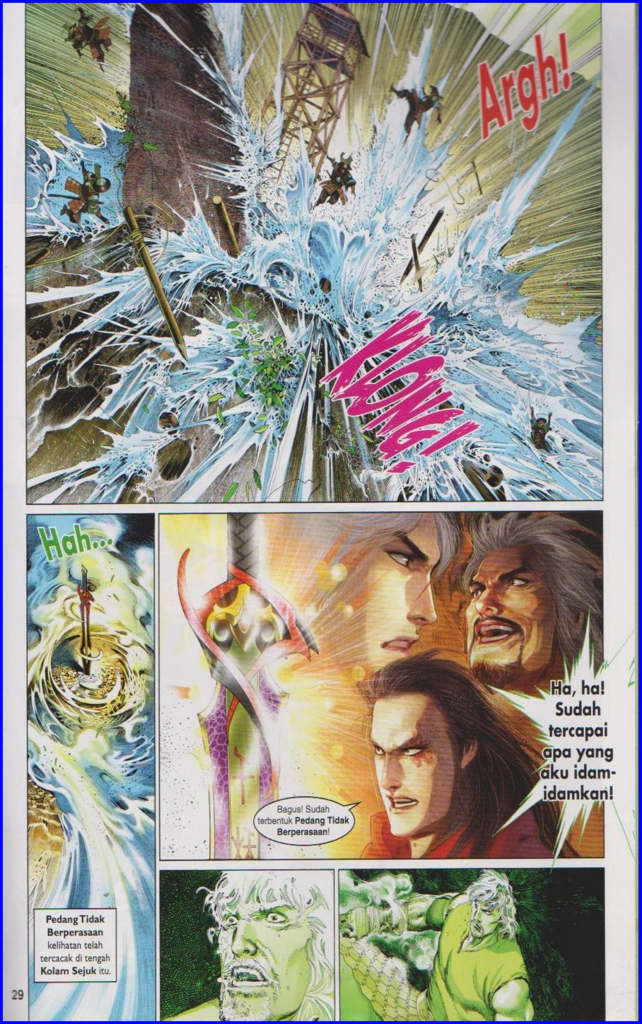 Argh!
KLONG!
Hah...
Ha, ha!
Sudah
tercapai
apa yang
aku idam-
idamkan!
Bagus! Sudah
terbentuk Pedang Tidak
Berperasaan!
Pedang Tidak
Berperasaan
kelihatan telah
tercacak di tengah
Kolam Sejuk itu.
29